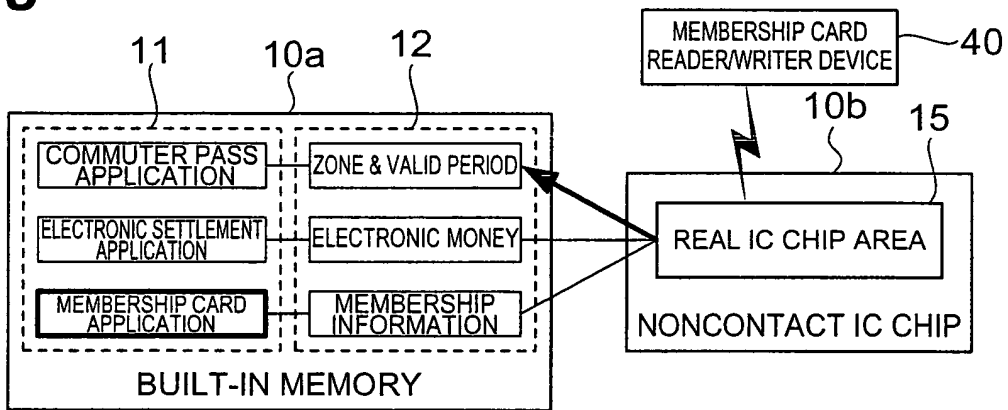 11
10a
12
MEMBERSHIP CARD
READER/WRITER DEVICE
40
10b
15
COMMUTER PASS
APPLICATION
ZONE & VALID PERIOD
ELECTRONIC SETTLEMENT
APPLICATION
ELECTRONIC MONEY
REAL IC CHIP AREA
MEMBERSHIP CARD
APPLICATION
MEMBERSHIP
INFORMATION
NONCONTACT IC CHIP
BUILT-IN MEMORY